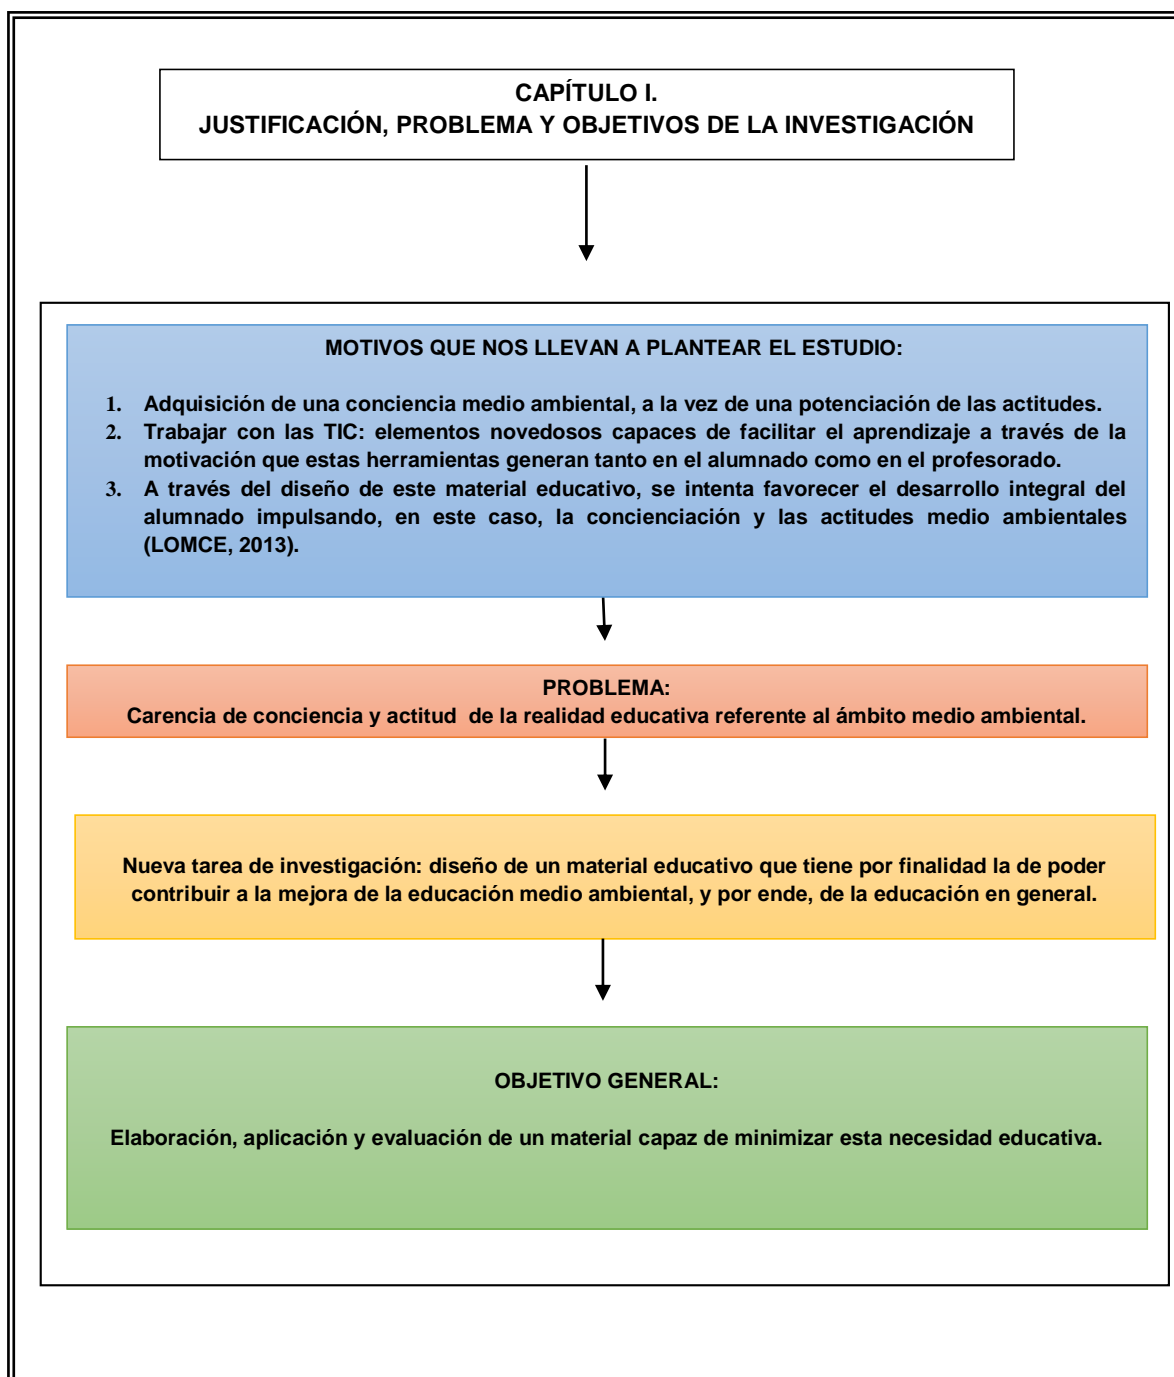 CAPÍTULO I.
JUSTIFICACIÓN, PROBLEMA Y OBJETIVOS DE LA INVESTIGACIÓN
MOTIVOS QUE NOS LLEVAN A PLANTEAR EL ESTUDIO:
1. Adquisición de una conciencia medio ambiental, a la vez de una potenciación de las actitudes.
2. Trabajar con las TIC: elementos novedosos capaces de facilitar el aprendizaje a través de la
motivación que estas herramientas generan tanto en el alumnado como en el profesorado.
3. A través del diseño de este material educativo, se intenta favorecer el desarrollo integral del
alumnado impulsando, en este caso, la concienciación y las actitudes medio ambientales
(LOMCE, 2013).
PROBLEMA:
Carencia de conciencia y actitud de la realidad educativa referente al ámbito medio ambiental.
Nueva tarea de investigación: diseño de un material educativo que tiene por finalidad la de poder
contribuir a la mejora de la educación medio ambiental, y por ende, de la educación en general.
OBJETIVO GENERAL:
Elaboración, aplicación y evaluación de un material capaz de minimizar esta necesidad educativa.